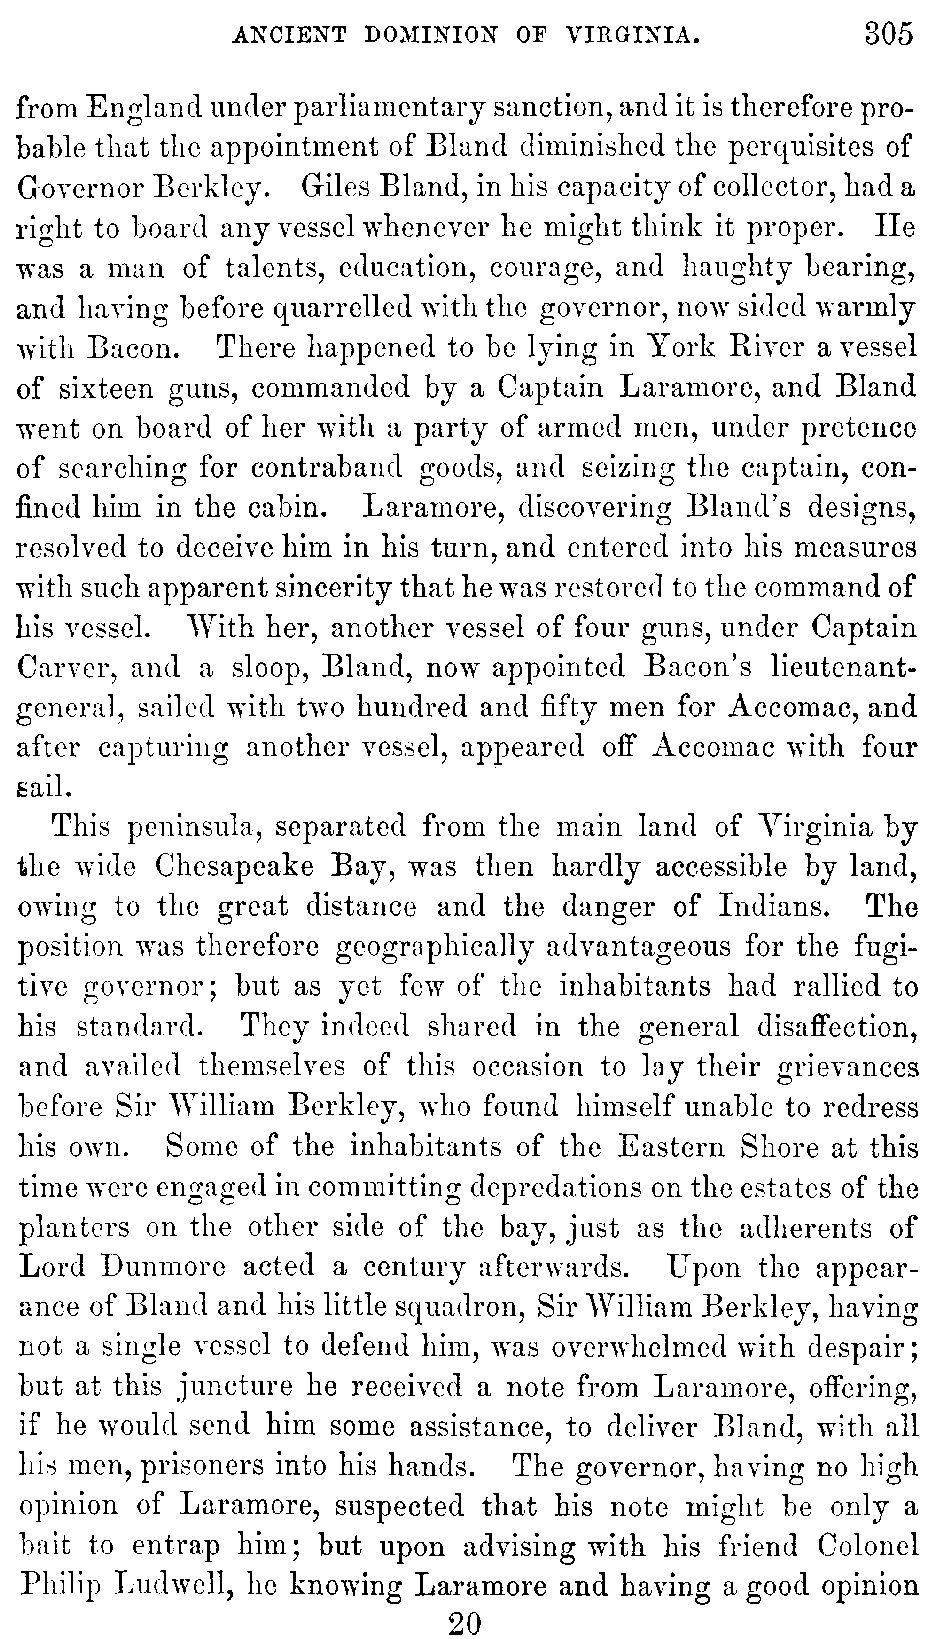 ANCIENT DOMINION OF VIRGINIA. 305
from England under parliamentary sanction, and it is therefore pro-
bable that the appointment of Bland diminished the perquisites of
Governor Berkley. Giles Bland, in his capacity of collector, had a
right to board any vessel whenever he might think it proper. He
was a man of talents, education, courage, and haughty bearing,
and having before quarrelled with the governor, now sided warmly
with Bacon. There happened to be lying in York River a vessel
of sixteen guns, commanded by a Captain Laramore, and Bland
went on board of her with a party of armed men, under pretence
of searching for contraband goods, and seizing the captain, con-
fined him in the cabin. Laramore, discovering Bland's designs,
resolved to deceive him in his turn, and entered into his measures
with such apparent sincerity that he was restored to the command of
his vessel. With her, another vessel of four guns, under Captain
Carver, and a sloop, Bland, now appointed Bacon's lieutenant-
general, sailed with two hundred and fifty men for Accomac, and
after capturing another vessel, appeared off Accomac with four
sail.
This peninsula, separated from the main land of Virginia by
the wide Chesapeake Bay, was then hardly accessible by land,
owing to the great distance and the danger of Indians. The
position was therefore geographically advantageous for the fugi-
tive governor; but as yet few of the inhabitants had rallied to
his standard. They indeed shared in the general disaffection,
and availed themselves of this occasion to lay their grievances
before Sir William Berkley, who found himself unable to redress
his own. Some of the inhabitants of the Eastern Shore at this
time were engaged in committing depredations on the estates of the
planters on the other side of the bay, just as the adherents of
Lord Dunmore acted a century afterwards. Upon the appear-
ance of Bland and his little squadron, Sir William Berkley, having
not a single vessel to defend him, was overwhelmed with despair;
but at this juncture he received a note from Laramore, offering,
if he would send him some assistance, to deliver Bland, with all
his men, prisoners into his hands. The governor, having no high
opinion of Laramore, suspected that his note might be only a
bait to entrap him; but upon advising with his friend Colonel
Philip Ludwell, he knowing Laramore and having a good opinion
20